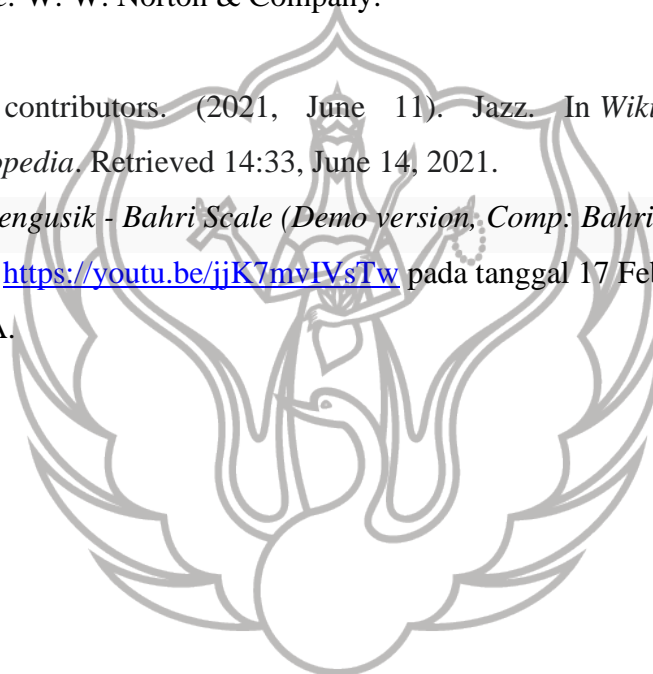 W. W. Norton & Company.
contributors. (2021, June 11). Jazz. In Wiki
opedia. Retrieved 14:33, June 14, 2021.
engusik - Bahri Scale (Demo version, Comp: Bahri
https://youtu.be/jjK7mvIVsTw pada tanggal 17 Feb
A.